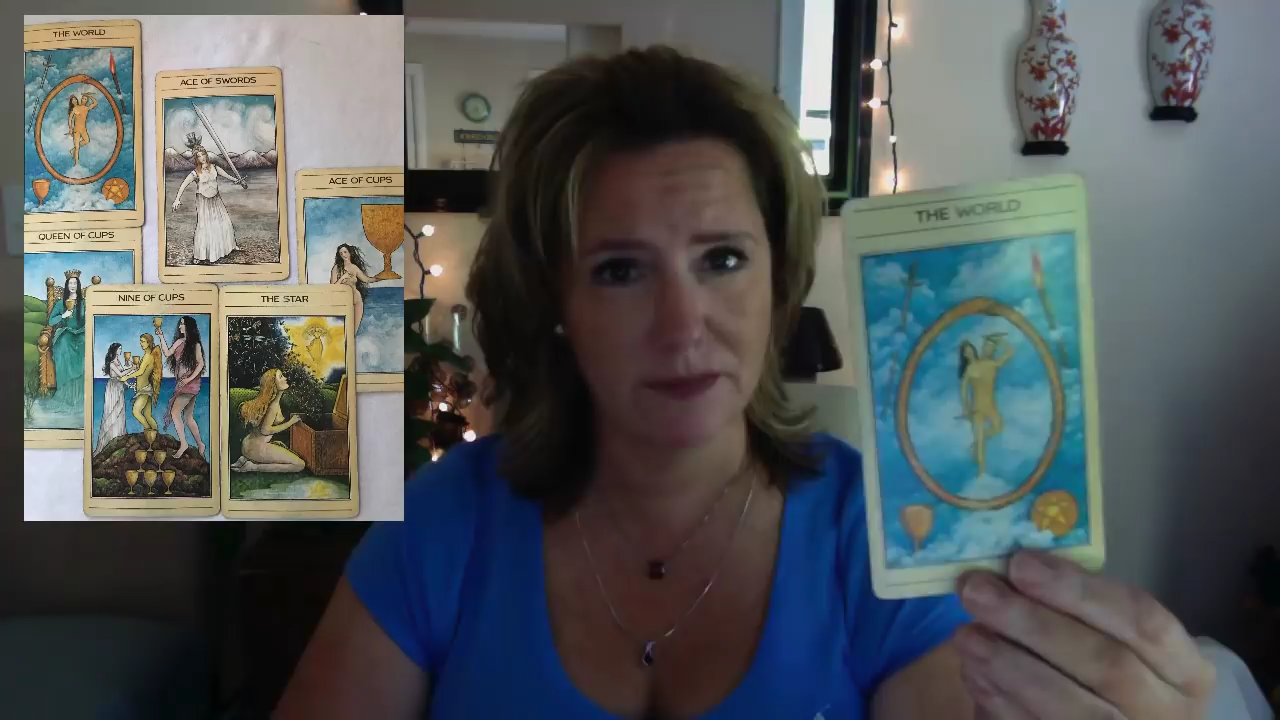 THE WORLD
ACE OF SWORDS
ACE OF CUPS
QUEEN OF CUPS
NINE OF CUPS
THE STAR
THE WORLD